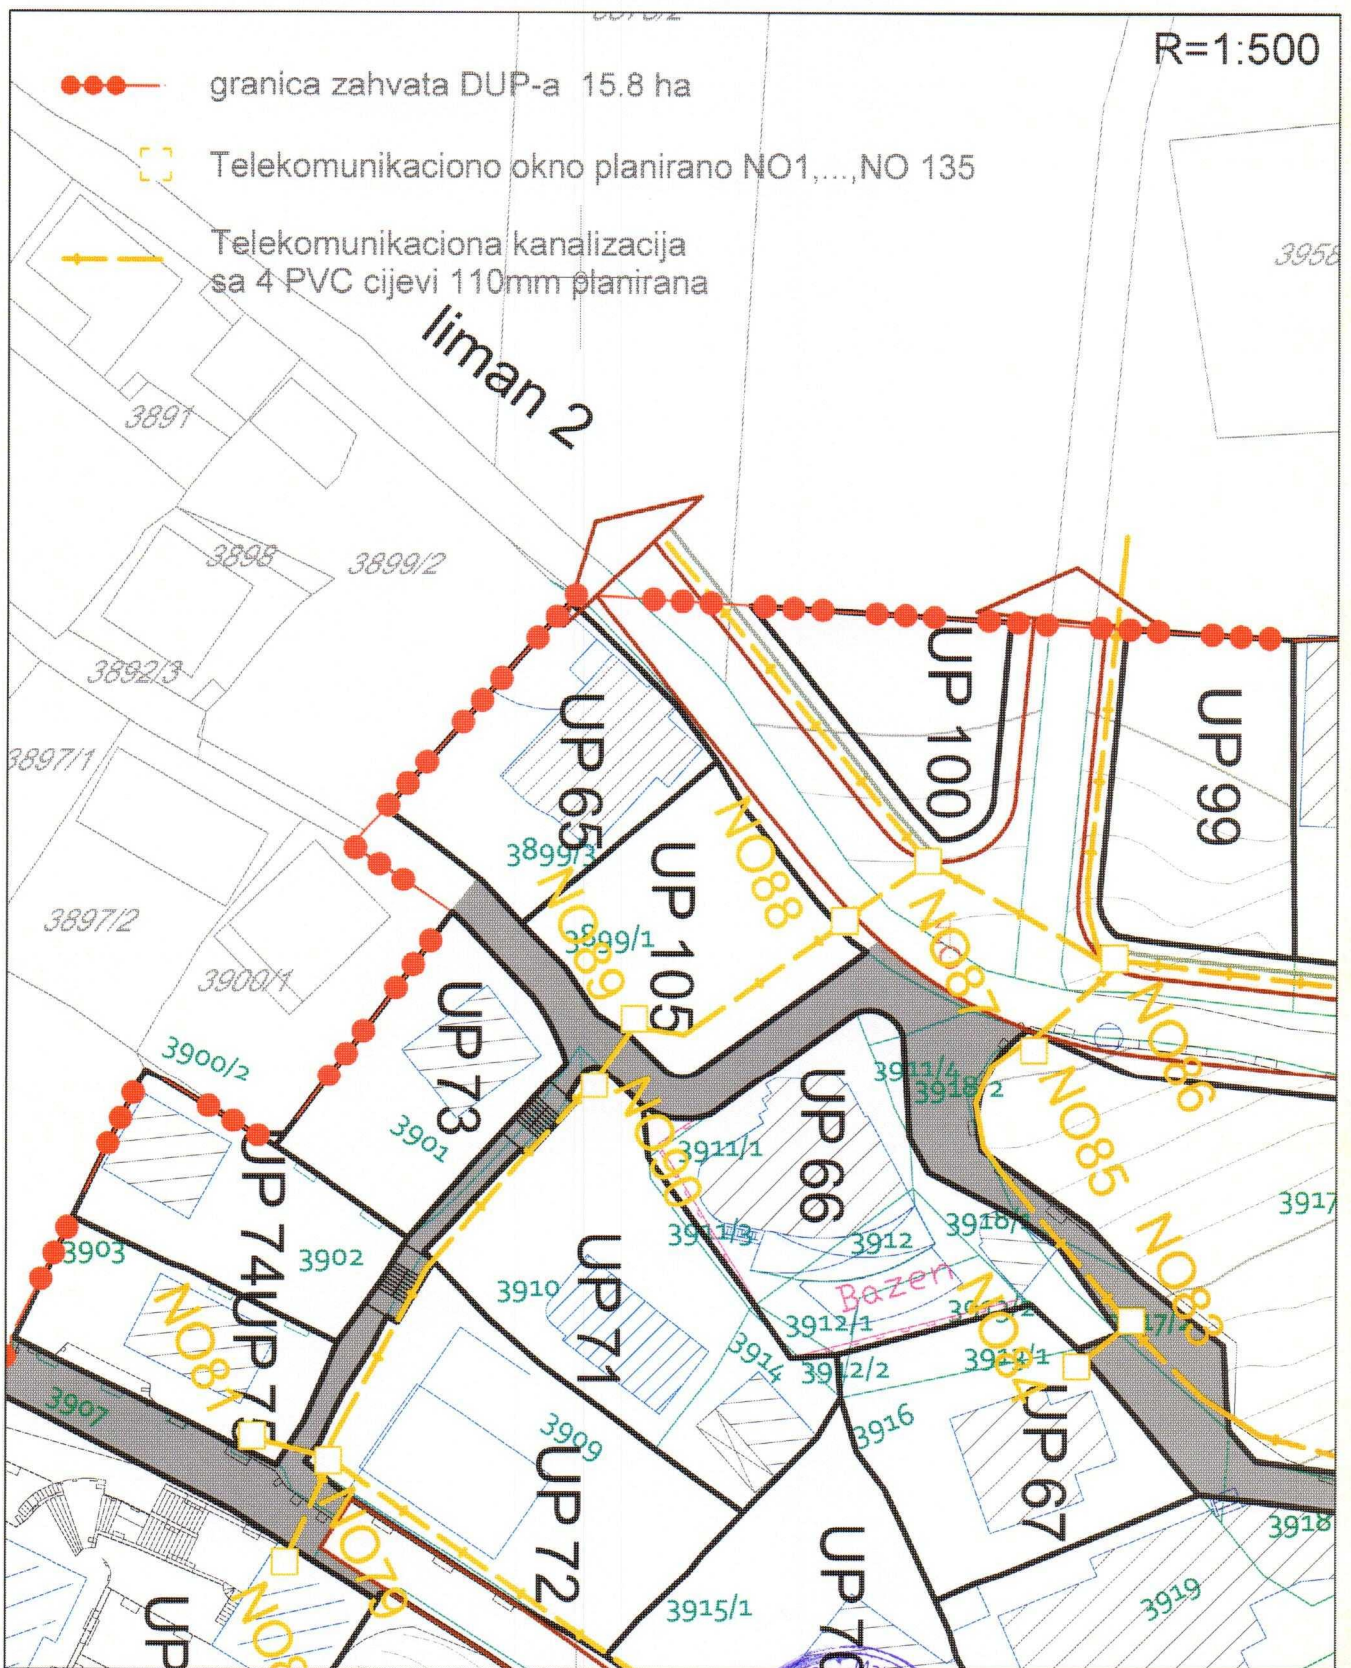 R=1:500
granica zahvata DUP-a 15.8 ha
Telekomunikaciono okno planirano NO1,...,NO 135
Telekomunikaciona kanalizacija
sa 4 PVC cijevi 110mm planirana
3958
liman 2
3891
3898
3899/2
3892/3
3897/1
UP 65
UP 100
UP 99
3899/3
NO88
UP 105
NO89
3899/1
NO87
3897/2
3900/1
UP 73
NO86
3900/2
3901
NO90
3911/4
3918/2
UP 66
NO85
3911/1
3917
3903
3902
UP 74
3911/3
3918/1
3912
NO83
3910
UP 71
Bazen
NO81
UP 75
3912/1
NO84
3914
3912/2
3907
3909
3916
UP 67
UP 72
NO79
3918
UP 70
3915/1
3919
UP